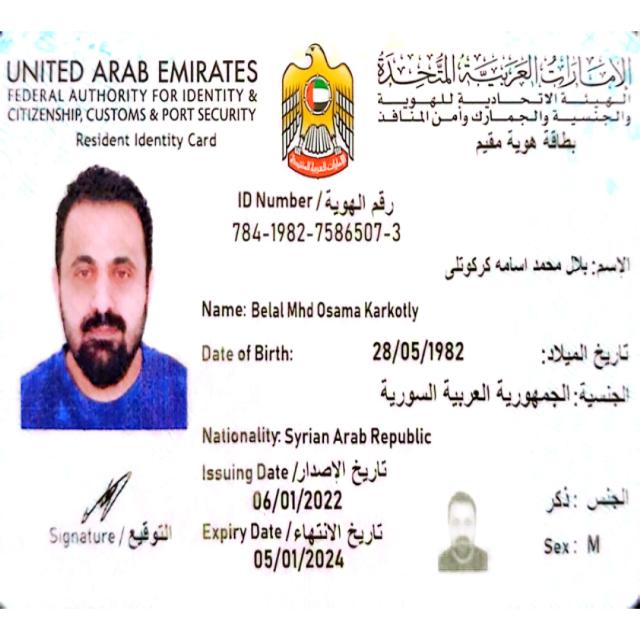 UNITED ARAB EMIRATES
FEDERAL AUTHORITY FOR IDENTITY &
CITIZENSHIP, CUSTOMS & PORT SECURITY
Resident Identity Card
الإمارات العربية المتحدة
الهيئة الاتحادية للهوية
والجنسية والجمارك وأمن المنافذ
بطاقة هوية مقيم
ID Number / رقم الهوية
784-1982-7586507-3
الإسم: بلال محمد اسامه كركوتلى
Name: Belal Mhd Osama Karkotly
Date of Birth: 28/05/1982 تاريخ الميلاد:
الجنسية: الجمهورية العربية السورية
Nationality: Syrian Arab Republic
Issuing Date / تاريخ الإصدار
06/01/2022
Expiry Date / تاريخ الانتهاء
05/01/2024
الجنس: ذكر
Sex: M
Signature / التوقيع